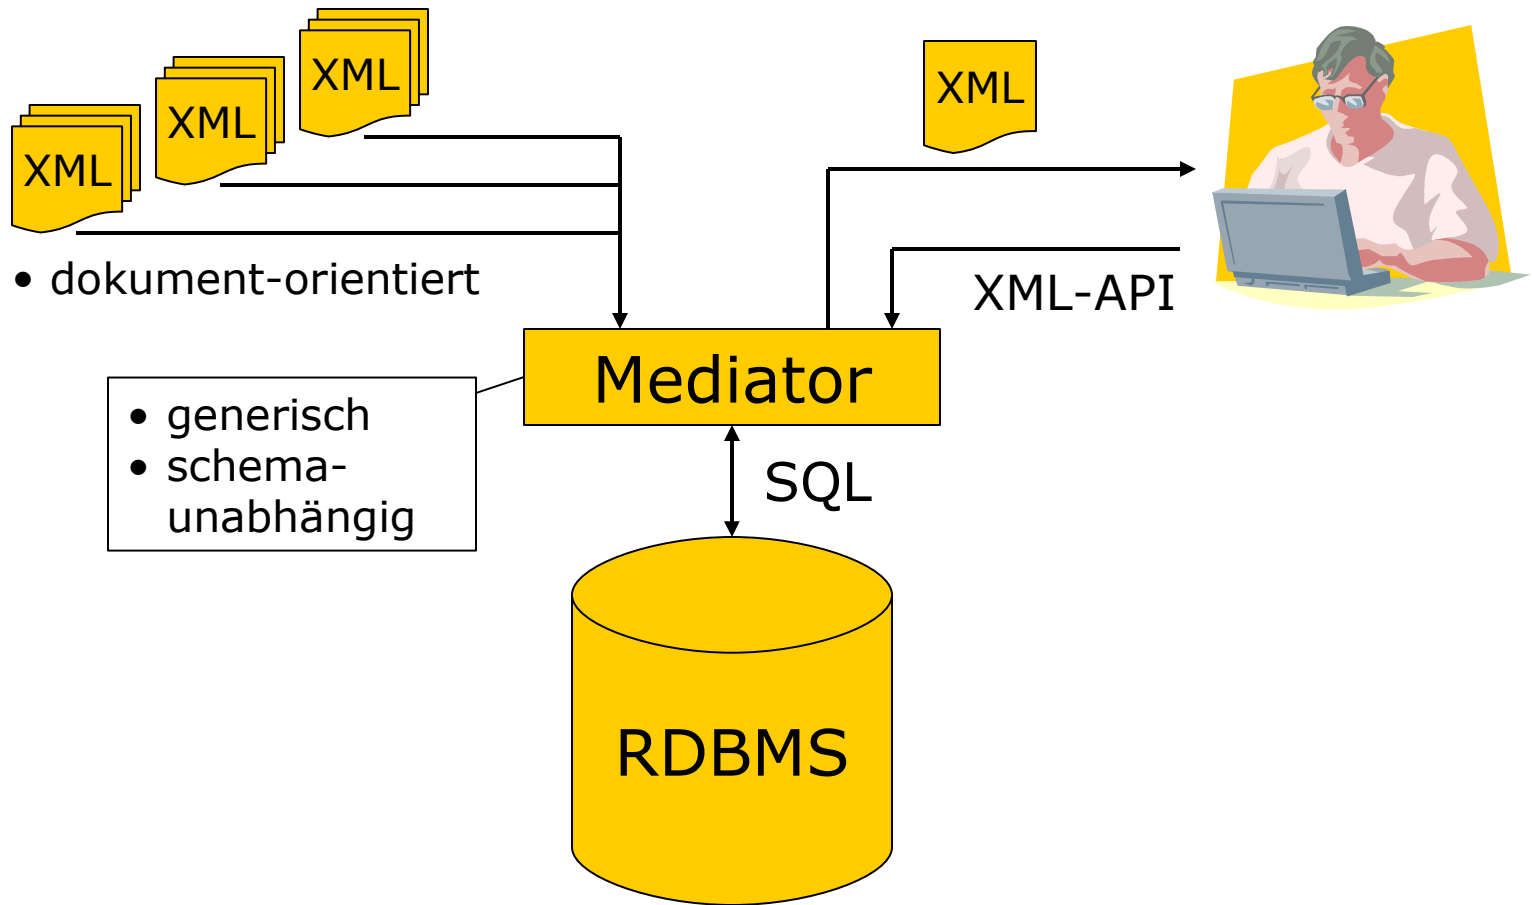 XML
XML
XML
XML
• dokument-orientiert
XML-API
Mediator
• generisch
• schema-
unabhängig
SQL
RDBMS